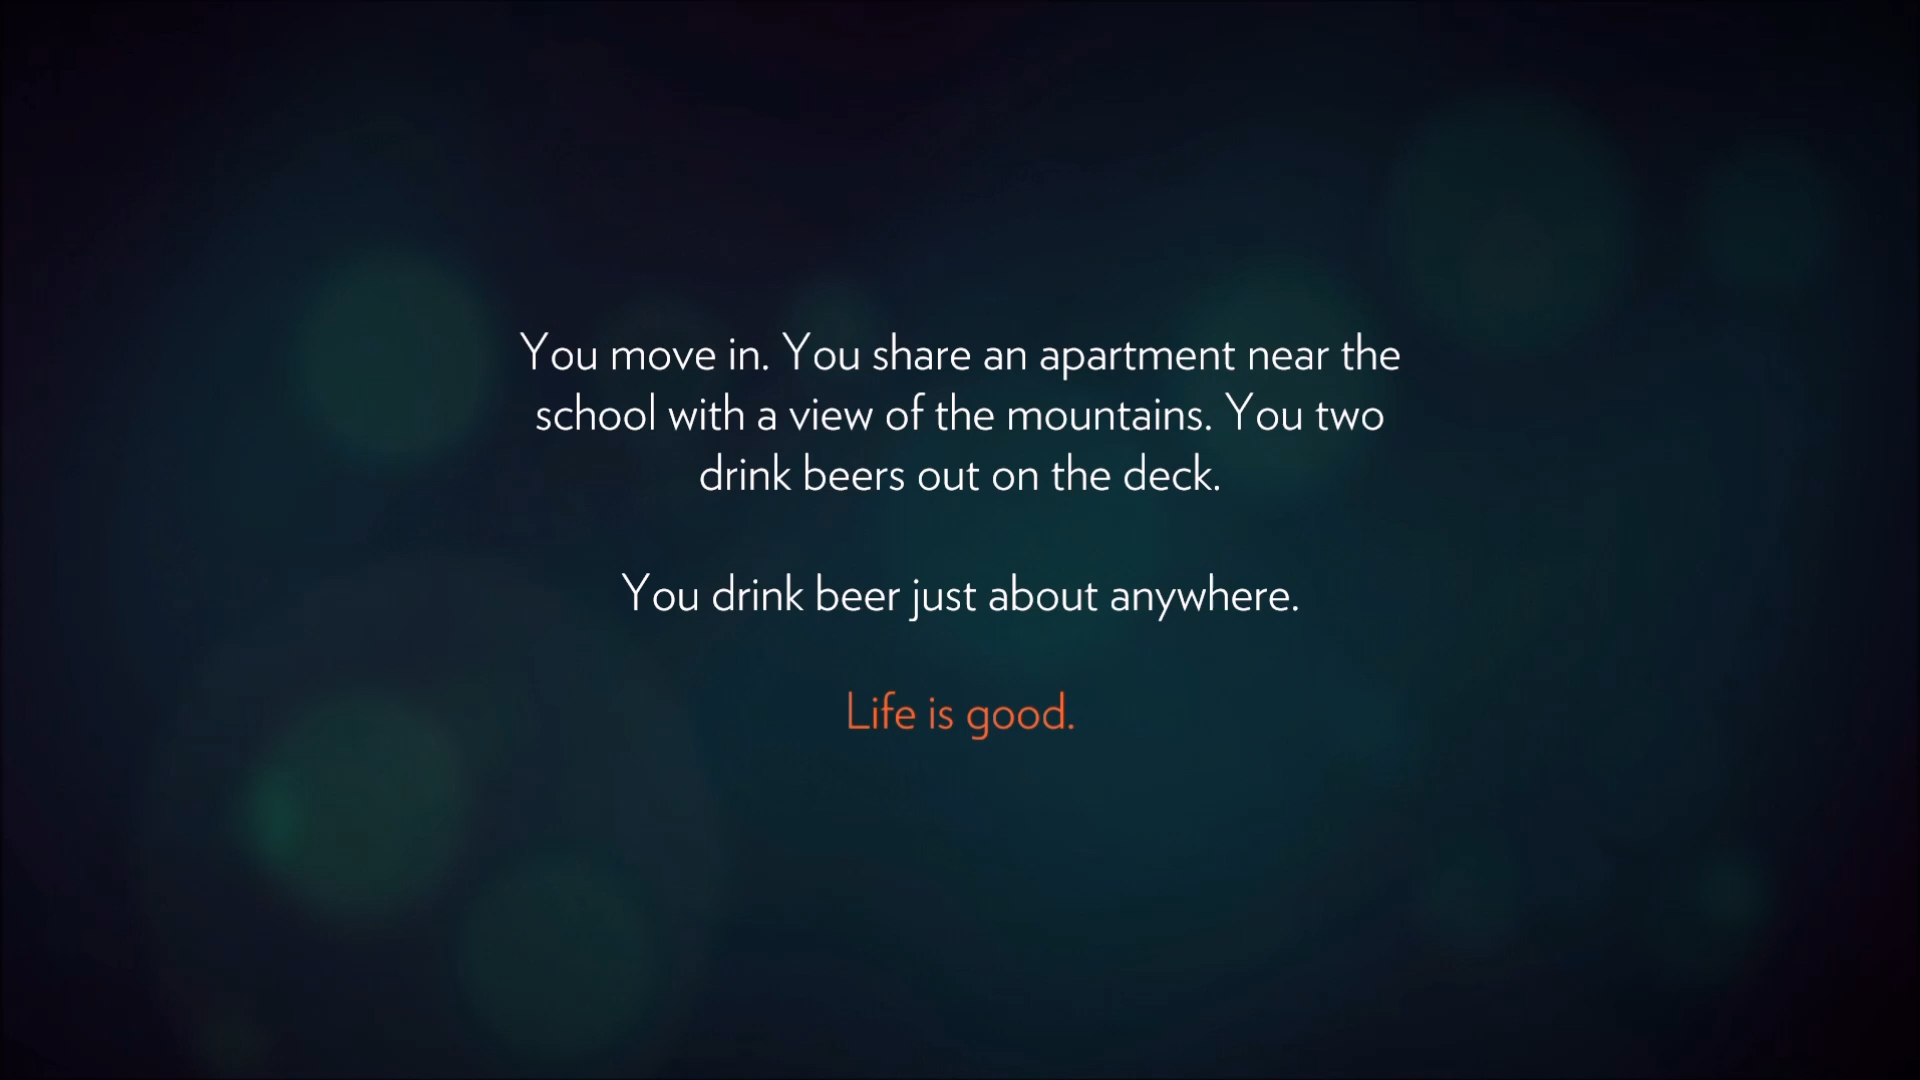 You move in. You share an apartment near the
school with a view of the mountains. You two
drink beers out on the deck.
You drink beer just about anywhere.
Life is good.